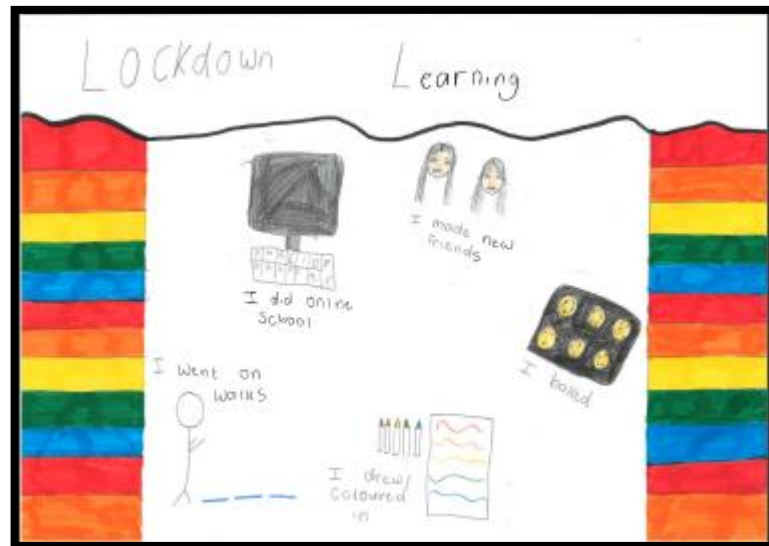 Lockdown Learning
I made new
friends
I did online
School
I baked
I went on
walks
I drew/
coloured
in